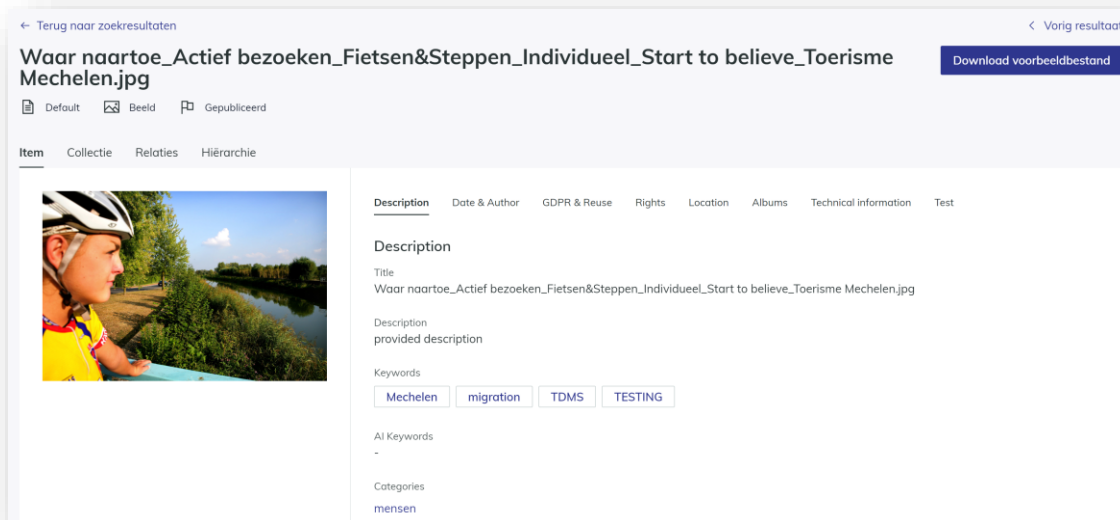 ← Terug naar zoekresultaten
< Vorig resultaat
Waar naartoe_Actief bezoeken_Fietsen&Steppen_Individueel_Start to believe_Toerisme
Mechelen.jpg
Download voorbeeldbestand
Default Beeld Gepubliceerd
Item Collectie Relaties Hiërarchie
Description Date & Author GDPR & Reuse Rights Location Albums Technical information Test
Description
Title
Waar naartoe_Actief bezoeken_Fietsen&Steppen_Individueel_Start to believe_Toerisme Mechelen.jpg
Description
provided description
Keywords
Mechelen migration TDMS TESTING
AI Keywords
-
Categories
mensen